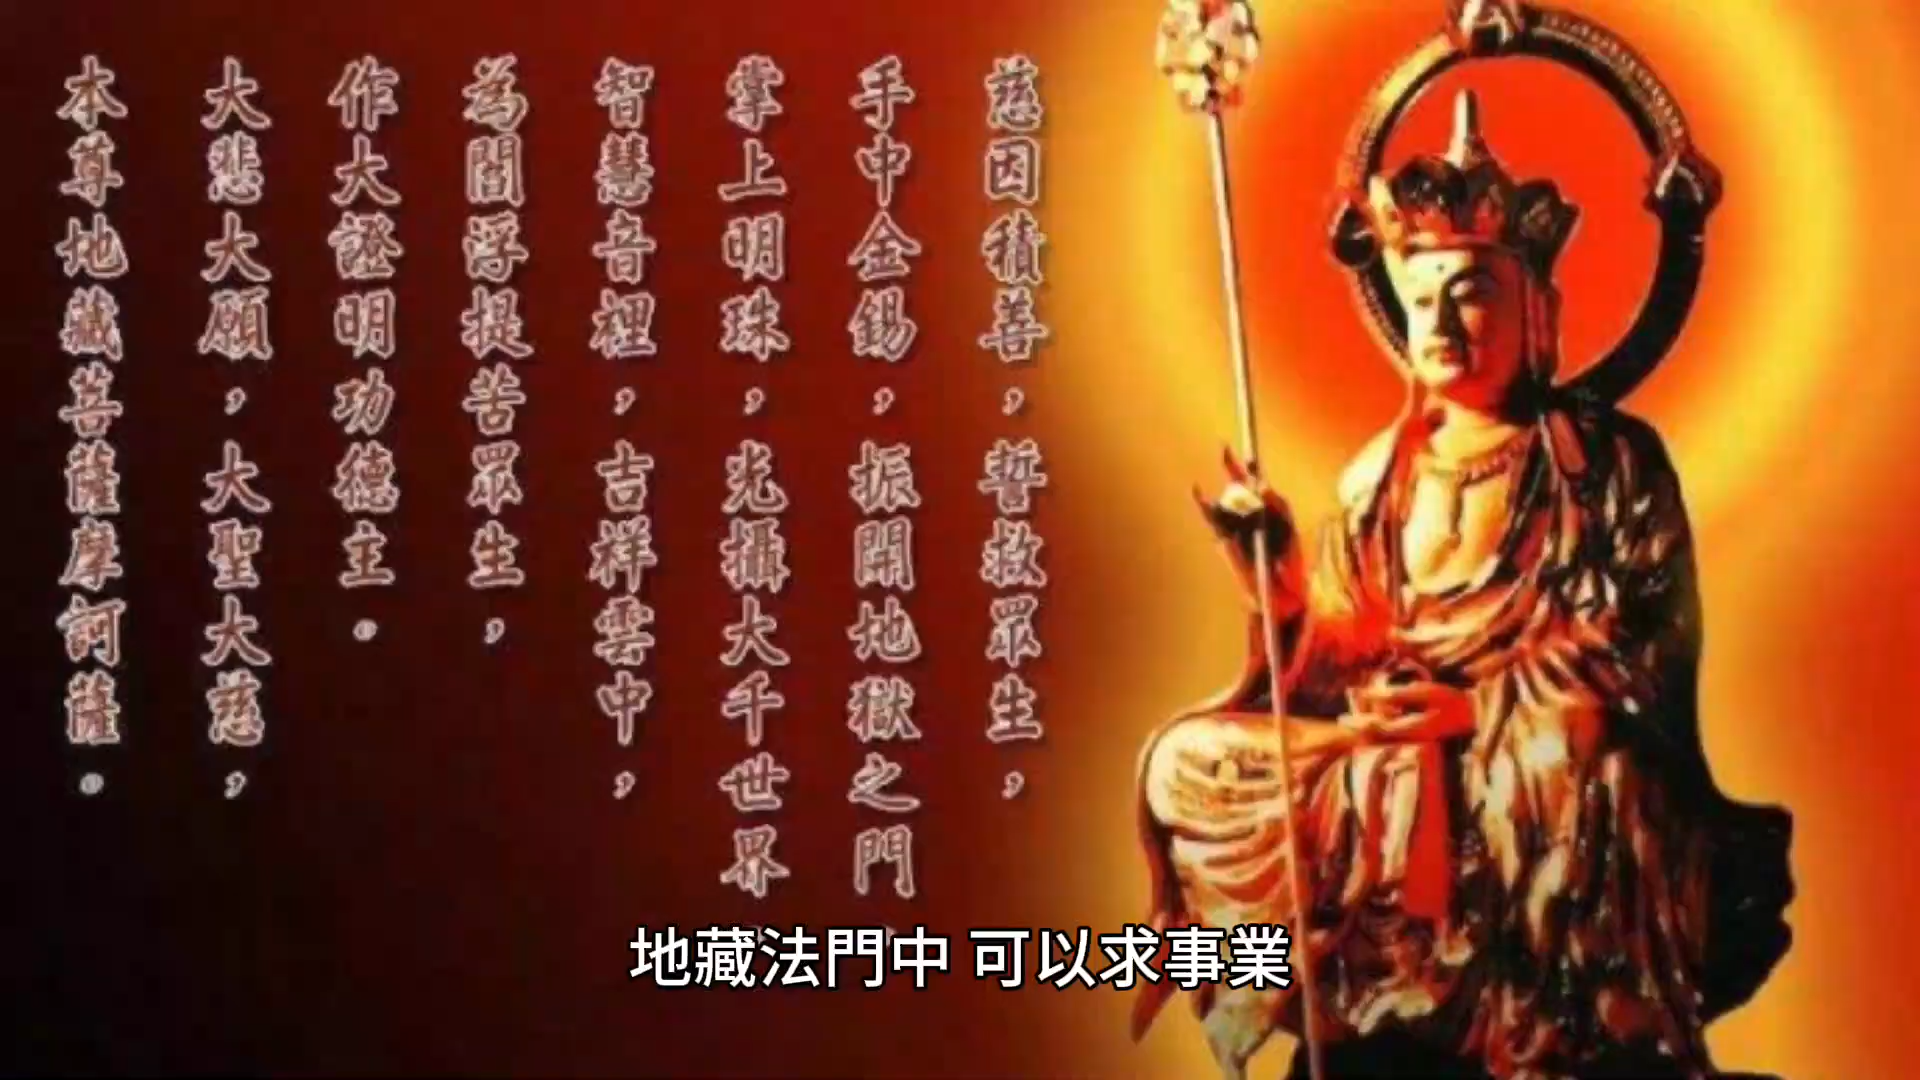 慈因積善，誓救眾生，
手中金錫，振開地獄之門，
掌上明珠，光攝大千世界，
智慧音裡，吉祥雲中，
為閻浮提苦眾生，
作大證明功德主。
大悲大願，大聖大慈，
本尊地藏菩薩摩訶薩。
地藏法門中 可以求事業